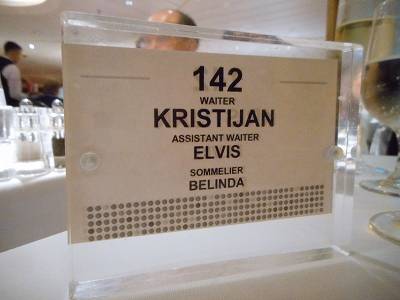 142
WAITER
KRISTIJAN
ASSISTANT WAITER
ELVIS
SOMMELIER
BELINDA